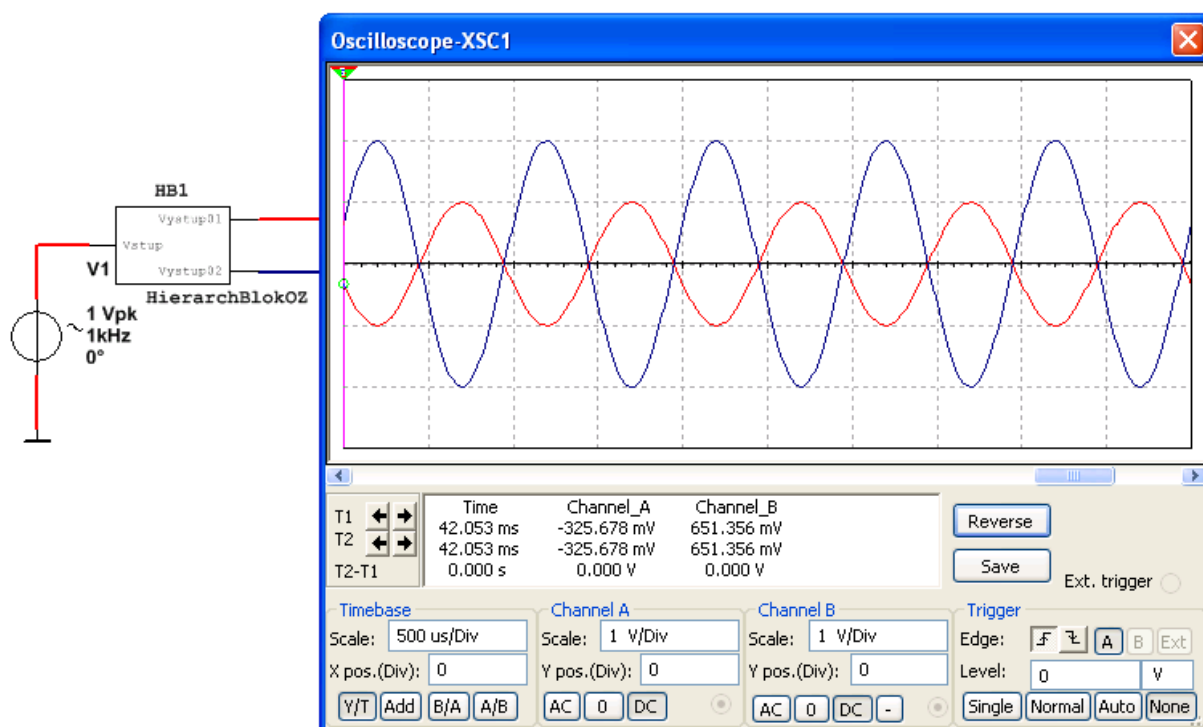 Oscilloscope-XSC1
HB1
Vystup01
Vstup
Vystup02
V1
HierarchBlokOZ
1 Vpk
1kHz
0°
Time Channel_A Channel_B
T1 42.053 ms -325.678 mV 651.356 mV
T2 42.053 ms -325.678 mV 651.356 mV
T2-T1 0.000 s 0.000 V 0.000 V
Reverse
Save
Ext. trigger
Timebase
Scale: 500 us/Div
X pos.(Div): 0
Y/T Add B/A A/B
Channel A
Scale: 1 V/Div
Y pos.(Div): 0
AC 0 DC
Channel B
Scale: 1 V/Div
Y pos.(Div): 0
AC 0 DC -
Trigger
Edge: A B Ext
Level: 0 V
Single Normal Auto None